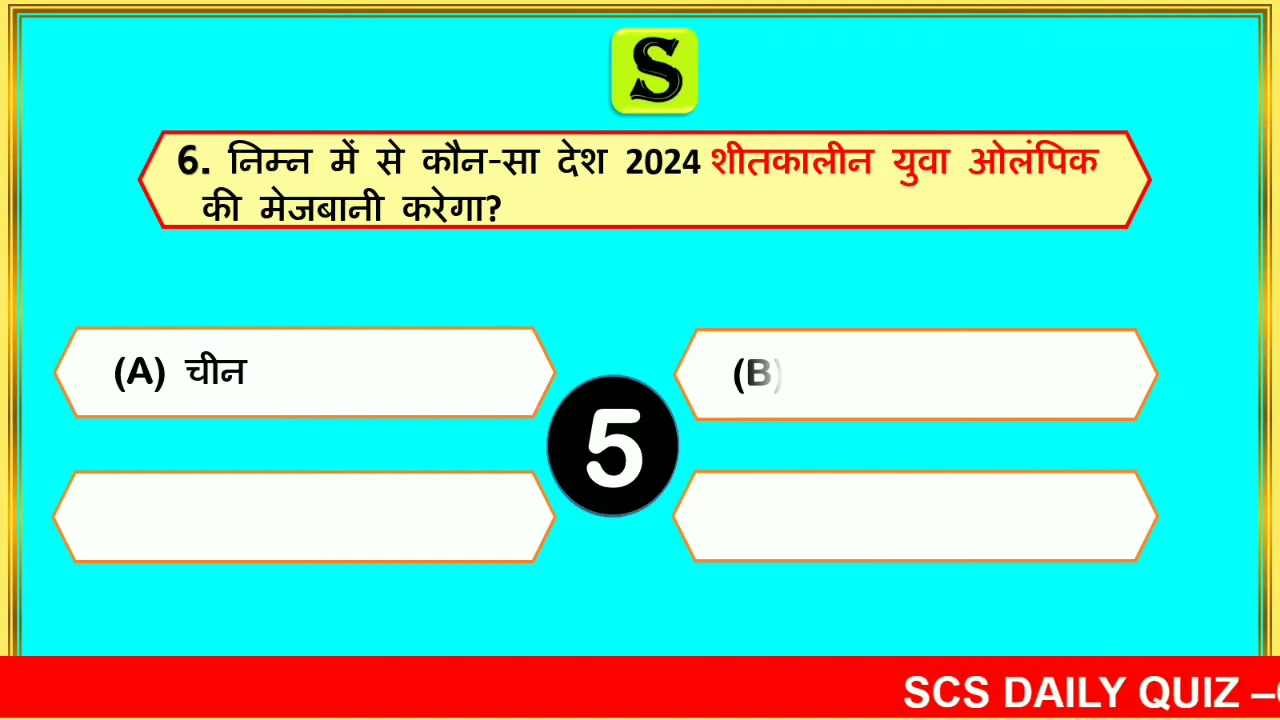 S
6. निम्न में से कौन-सा देश 2024 शीतकालीन युवा ओलंपिक
की मेजबानी करेगा?
(A) चीन
(B)
5
SCS DAILY QUIZ –